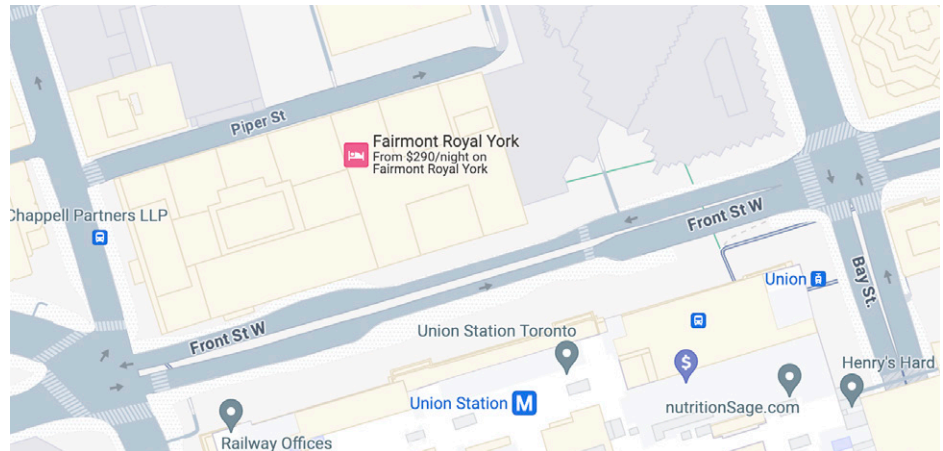 Piper St
Fairmont Royal York
From $290/night on
Fairmont Royal York
Chappell Partners LLP
Front St W
Bay St.
Union
Front St W
Union Station Toronto
Henry's Hard
Union Station M
$
nutritionSage.com
Railway Offices